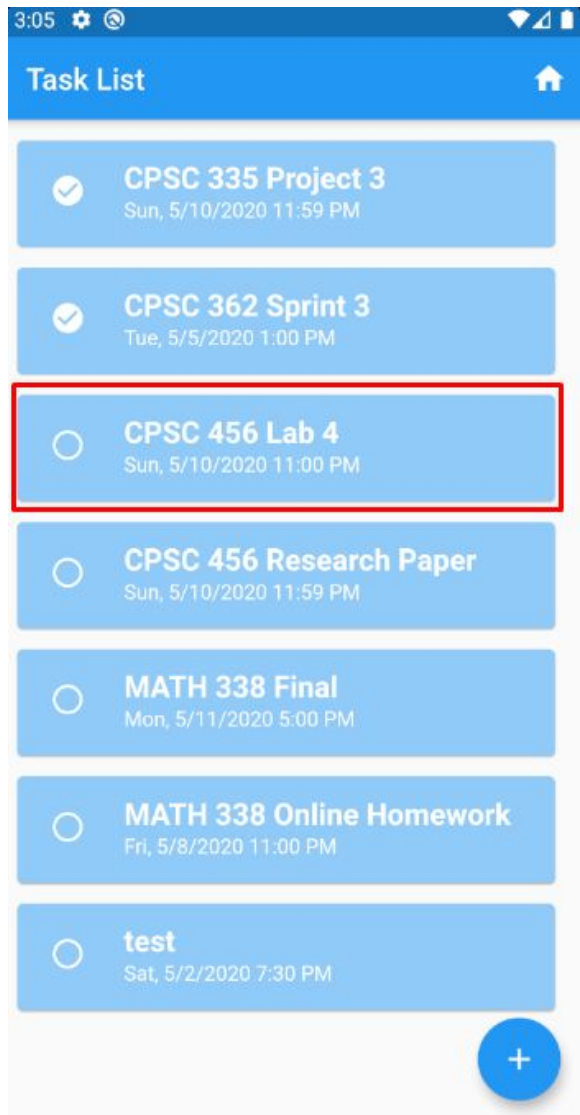 3:05
Task List
CPSC 335 Project 3
Sun, 5/10/2020 11:59 PM
CPSC 362 Sprint 3
Tue, 5/5/2020 1:00 PM
CPSC 456 Lab 4
Sun, 5/10/2020 11:00 PM
CPSC 456 Research Paper
Sun, 5/10/2020 11:59 PM
MATH 338 Final
Mon, 5/11/2020 5:00 PM
MATH 338 Online Homework
Fri, 5/8/2020 11:00 PM
test
Sat, 5/2/2020 7:30 PM
+